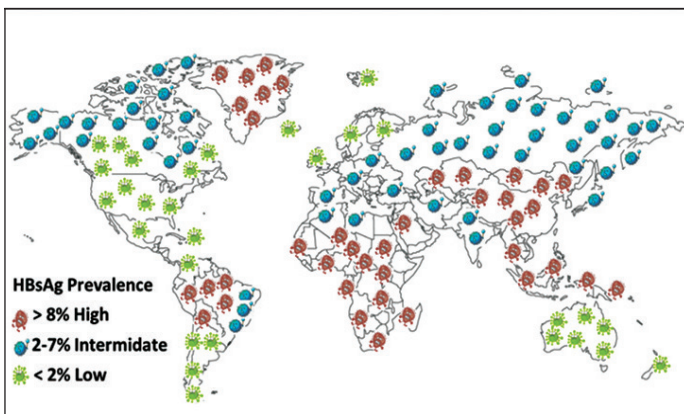 HBsAg Prevalence
> 8% High
2-7% Intermidate
< 2% Low